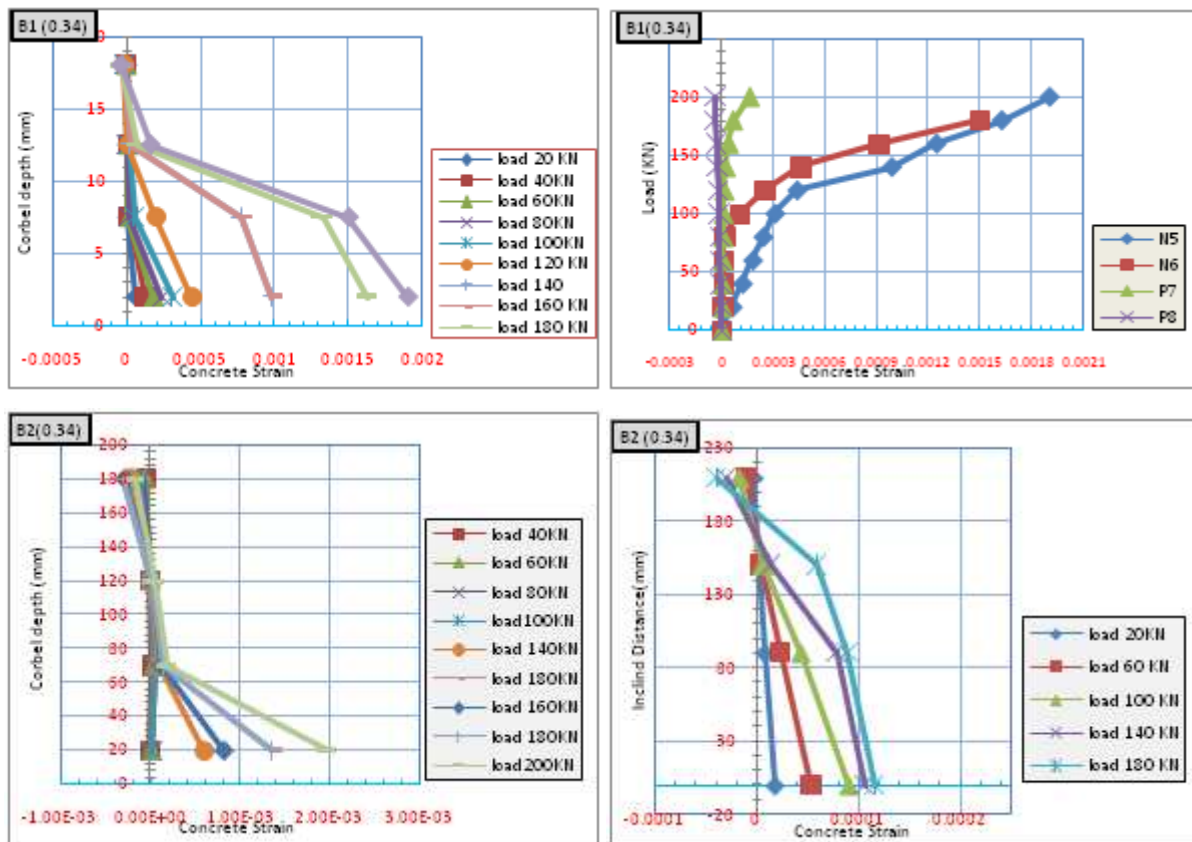 B1 (0.34)
20
15
10
5
0
-0.0005 0 0.0005 0.001 0.0015 0.002
Corbel depth (mm)
Concrete Strain
load 20 KN
load 40KN
load 60KN
load 80KN
load 100KN
load 120 KN
load 140
load 160 KN
load 180 KN
B1(0.34)
200
150
100
50
0
-0.0003 0 0.0003 0.0006 0.0009 0.0012 0.0015 0.0018 0.0021
Load (KN)
Concrete Strain
N5
N6
P7
P8
B2(0.34)
200
180
160
140
120
100
80
60
40
20
0
-1.00E-03 0.00E+00 1.00E-03 2.00E-03 3.00E-03
Corbel depth (mm)
Concrete Strain
load 40KN
load 60KN
load 80KN
load 100KN
load 140KN
load 180KN
load 160KN
load 180KN
load 200KN
B2 (0.34)
230
180
130
80
30
-20
-0.0001 0 0.0001 0.0002
Inclind Distance(mm)
Concrete Strain
load 20KN
load 60 KN
load 100 KN
load 140 KN
load 180 KN